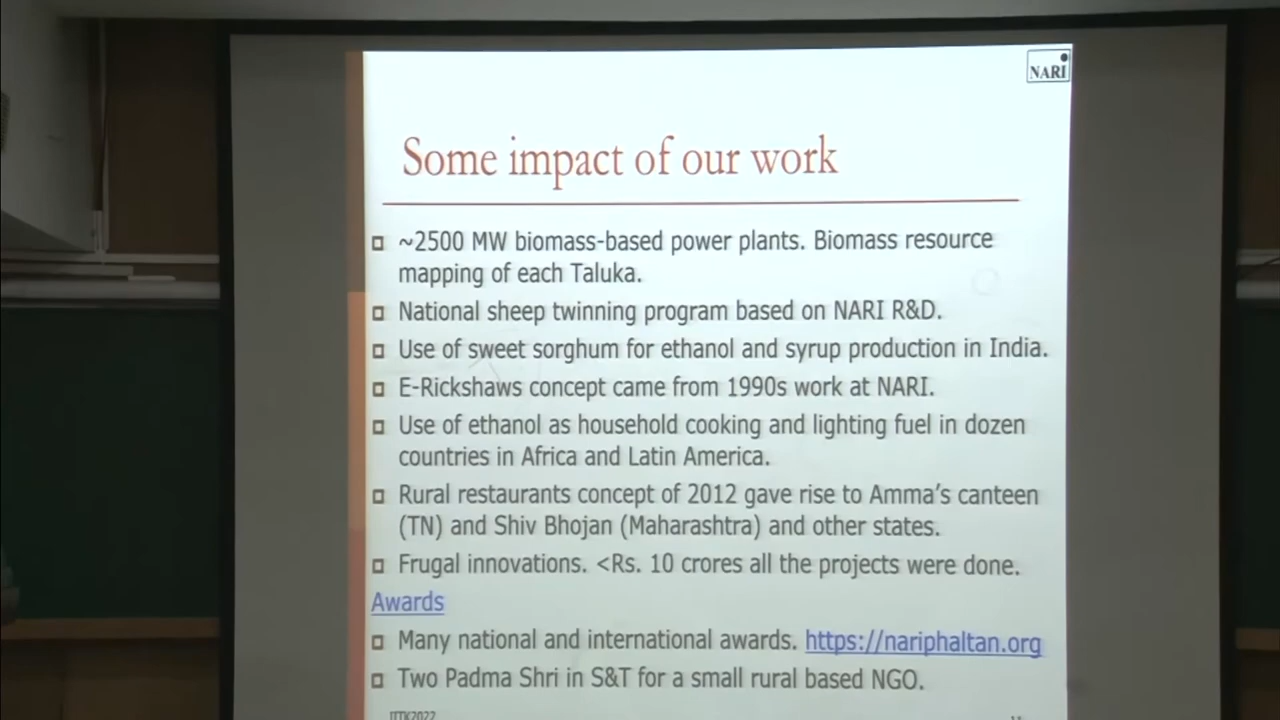 NARI
Some impact of our work
~2500 MW biomass-based power plants. Biomass resource
mapping of each Taluka.
National sheep twinning program based on NARI R&D.
Use of sweet sorghum for ethanol and syrup production in India.
E-Rickshaws concept came from 1990s work at NARI.
Use of ethanol as household cooking and lighting fuel in dozen
countries in Africa and Latin America.
Rural restaurants concept of 2012 gave rise to Amma's canteen
(TN) and Shiv Bhojan (Maharashtra) and other states.
Frugal innovations. <Rs. 10 crores all the projects were done.
Awards
Many national and international awards. https://nariphaltan.org
Two Padma Shri in S&T for a small rural based NGO.
IITK2022